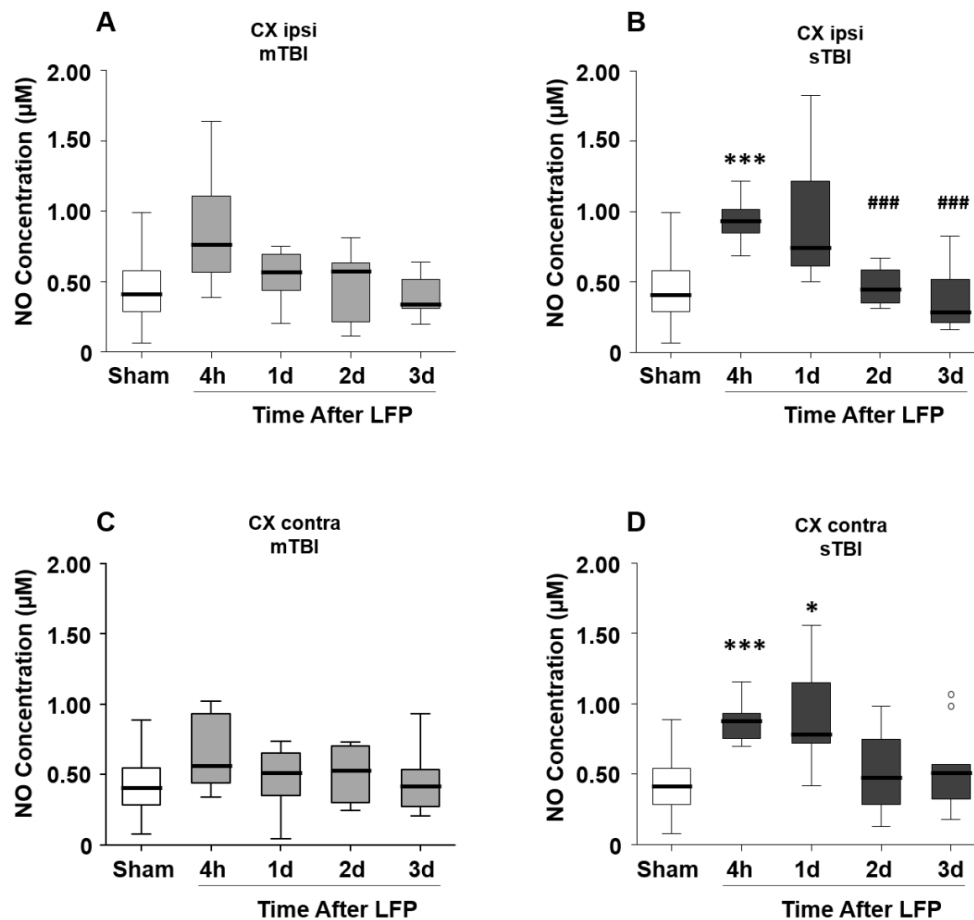 A
CX ipsi
mTBI
NO Concentration (µM)
2.00
1.50
1.00
0.50
0
Sham 4h 1d 2d 3d
Time After LFP
B
CX ipsi
sTBI
NO Concentration (µM)
2.00
1.50
1.00
0.50
0
***
### ###
Sham 4h 1d 2d 3d
Time After LFP
C
CX contra
mTBI
NO Concentration (µM)
2.00
1.50
1.00
0.50
0
Sham 4h 1d 2d 3d
Time After LFP
D
CX contra
sTBI
NO Concentration (µM)
2.00
1.50
1.00
0.50
0
*
***
Sham 4h 1d 2d 3d
Time After LFP